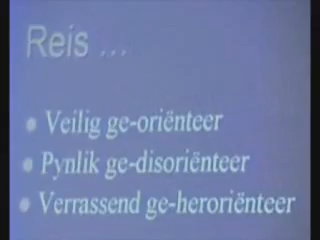 Reis ...
Veilig ge-oriënteer
Pynlik ge-disoriënteer
Verrassend ge-heroriënteer